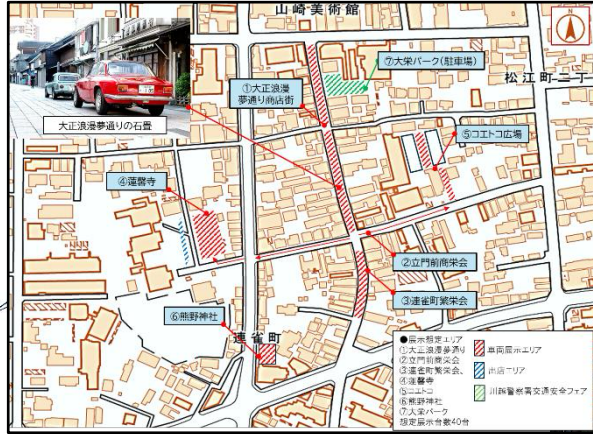 山崎美術館
⑦大栄パーク(駐車場)
松江町二丁
①大正浪漫
夢通り商店街
大正浪漫夢通りの石畳
⑤コエトコ広場
④蓮馨寺
②立門前商栄会
③連雀町繁栄会
⑥熊野神社
連雀町
●展示想定エリア
①大正浪漫夢通り
②立門前商栄会
③連雀町繁栄会、
④蓮馨寺
⑤コエトコ
⑥熊野神社
⑦大栄パーク
想定展示台数40台
車両展示エリア
出店エリア
川越警察署交通安全フェア